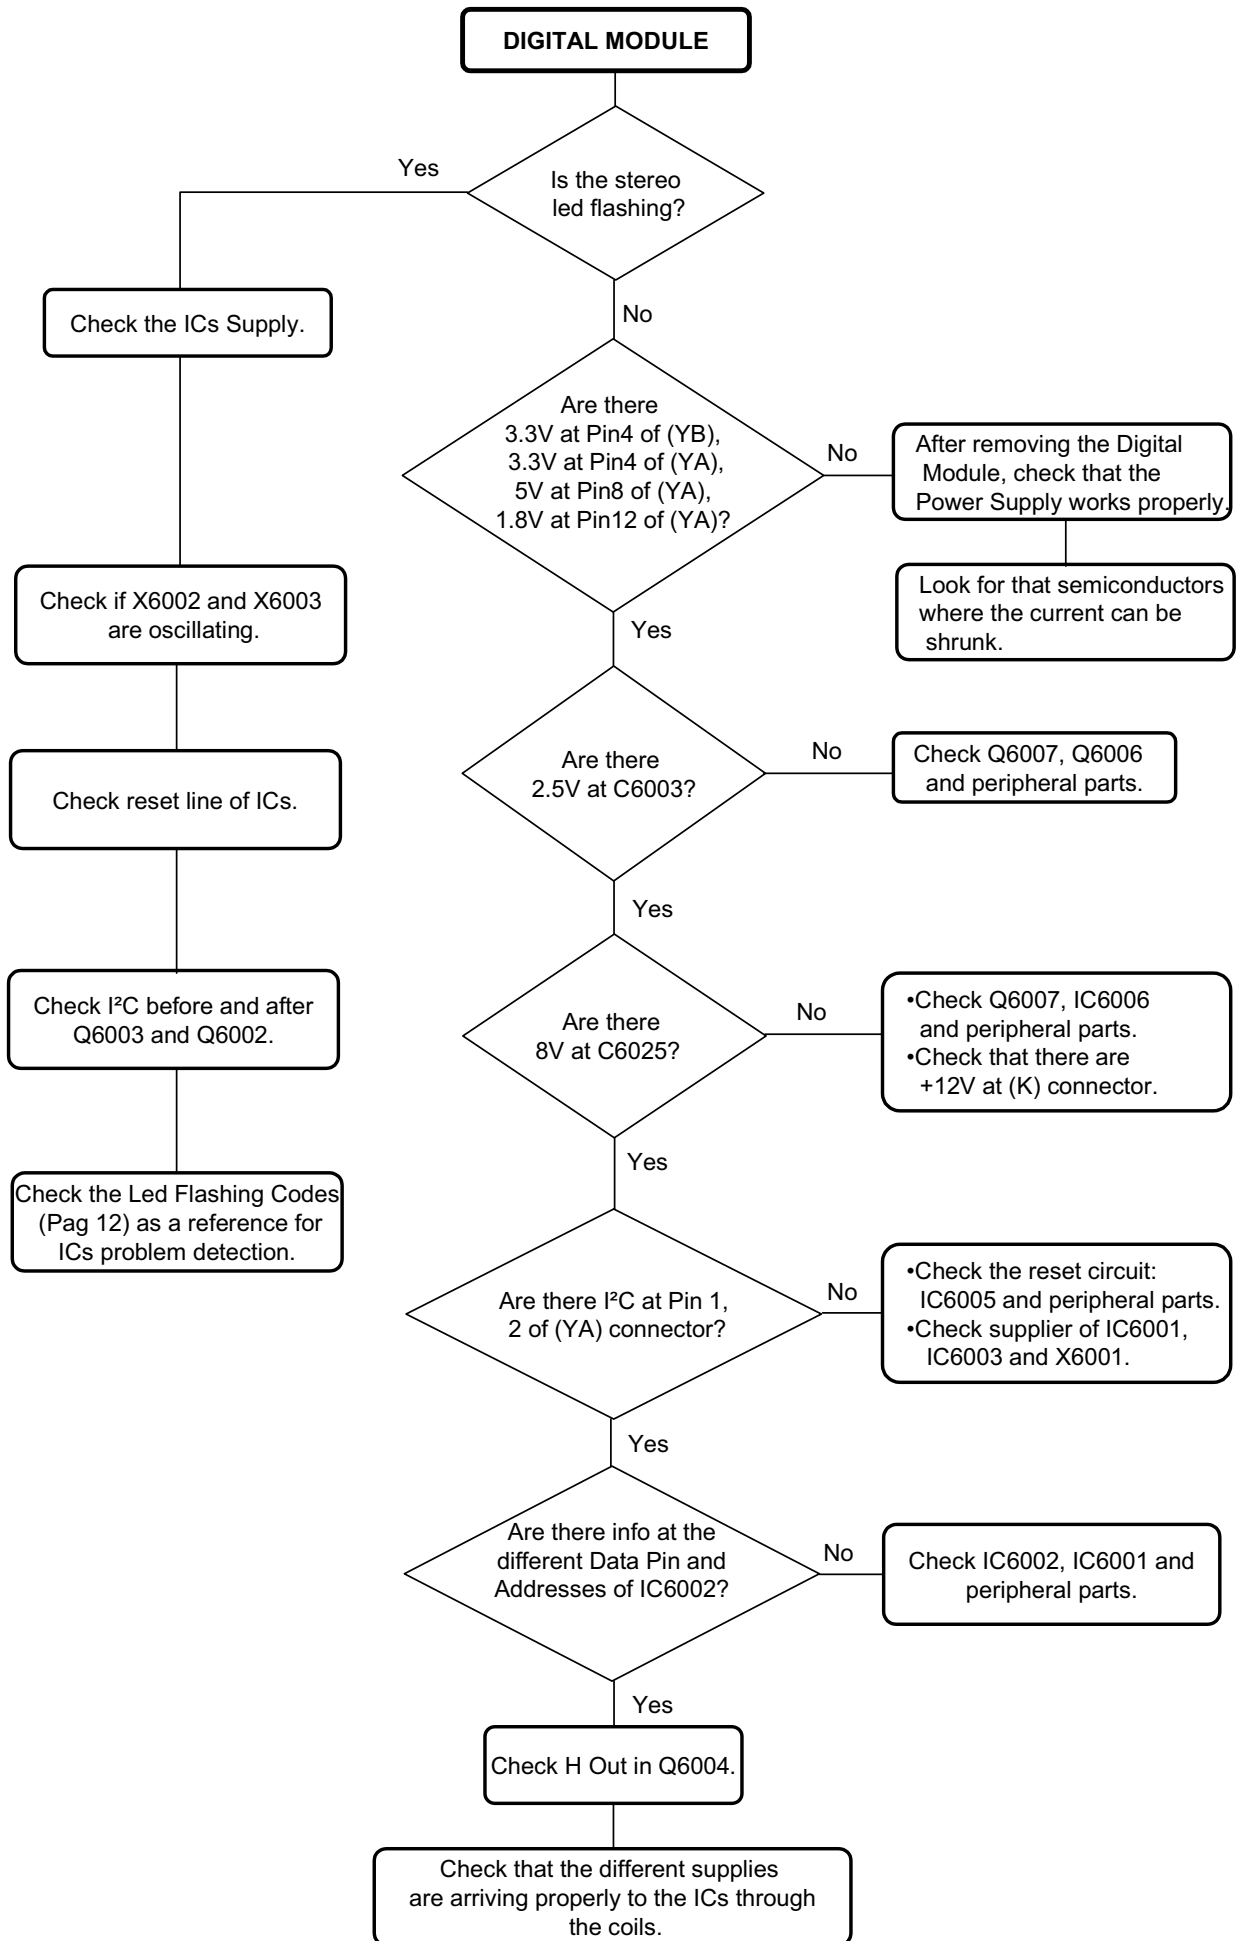 DIGITAL MODULE
Is the stereo
led flashing?
Yes
Check the ICs Supply.
Check if X6002 and X6003
are oscillating.
Check reset line of ICs.
Check I²C before and after
Q6003 and Q6002.
Check the Led Flashing Codes
(Pag 12) as a reference for
ICs problem detection.
No
Are there
3.3V at Pin4 of (YB),
3.3V at Pin4 of (YA),
5V at Pin8 of (YA),
1.8V at Pin12 of (YA)?
No
After removing the Digital
Module, check that the
Power Supply works properly.
Look for that semiconductors
where the current can be
shrunk.
Yes
Are there
2.5V at C6003?
No
Check Q6007, Q6006
and peripheral parts.
Yes
Are there
8V at C6025?
No
•Check Q6007, IC6006
and peripheral parts.
•Check that there are
+12V at (K) connector.
Yes
Are there I²C at Pin 1,
2 of (YA) connector?
No
•Check the reset circuit:
IC6005 and peripheral parts.
•Check supplier of IC6001,
IC6003 and X6001.
Yes
Are there info at the
different Data Pin and
Addresses of IC6002?
No
Check IC6002, IC6001 and
peripheral parts.
Yes
Check H Out in Q6004.
Check that the different supplies
are arriving properly to the ICs through
the coils.